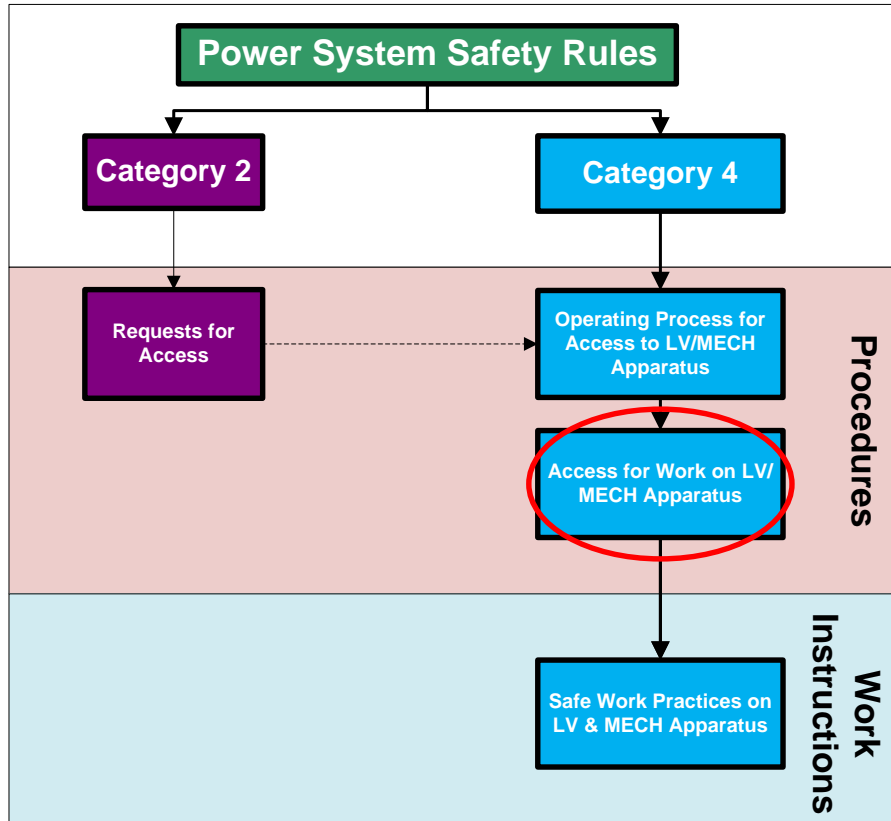 Power System Safety Rules
Category 2
Category 4
Requests for
Access
Operating Process for
Access to LV/MECH
Apparatus
Access for Work on LV/
MECH Apparatus
Procedures
Safe Work Practices on
LV & MECH Apparatus
Work
Instructions